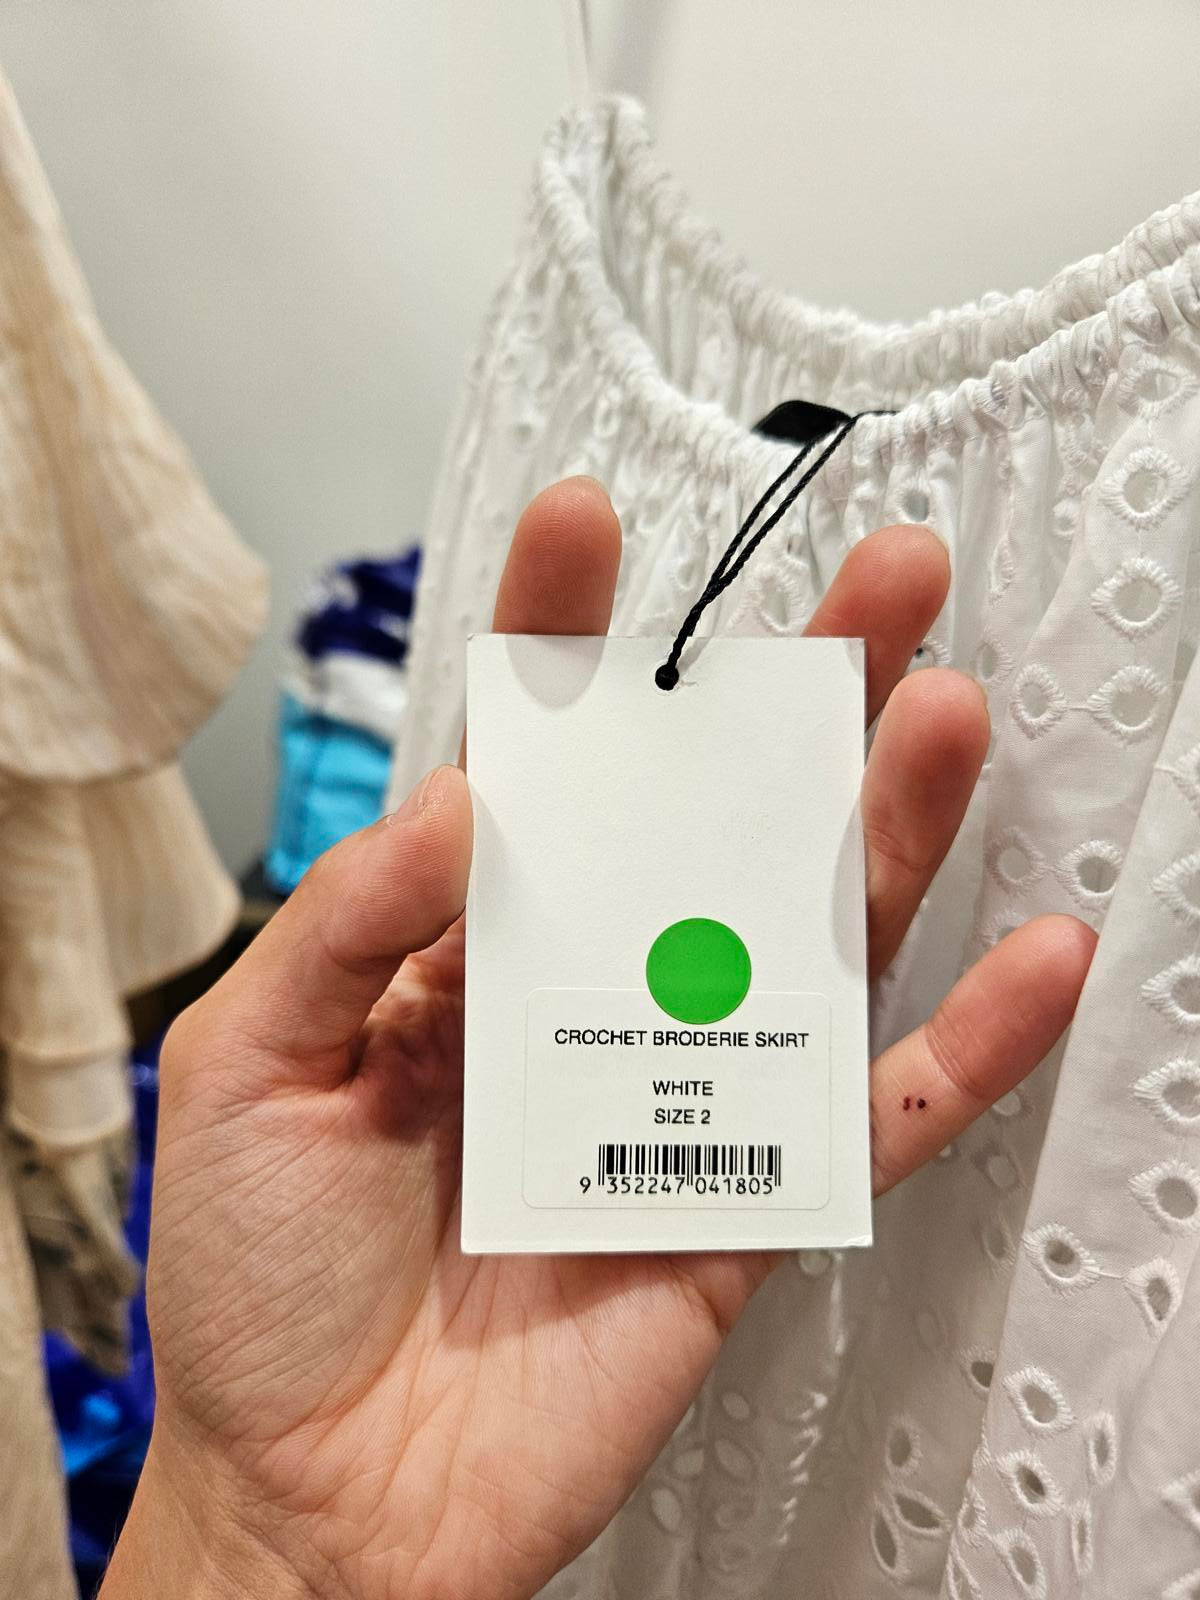 CROCHET BRODERIE SKIRT
WHITE
SIZE 2
9 352247 041805